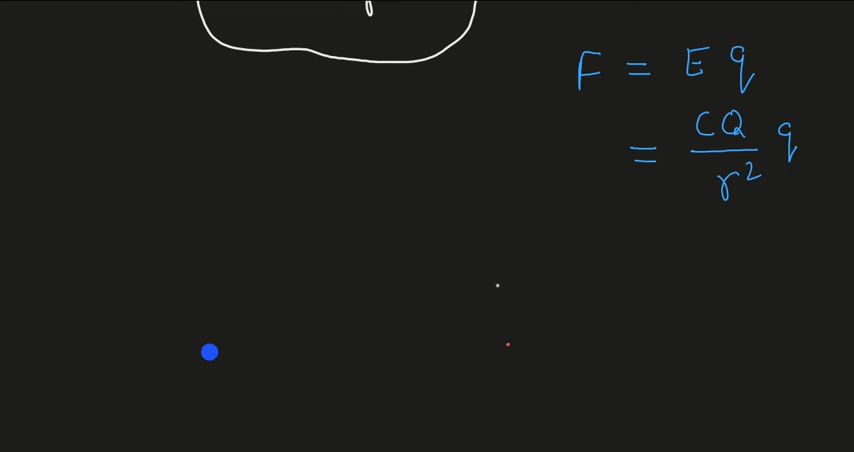 F = E q
= CQ / r² q